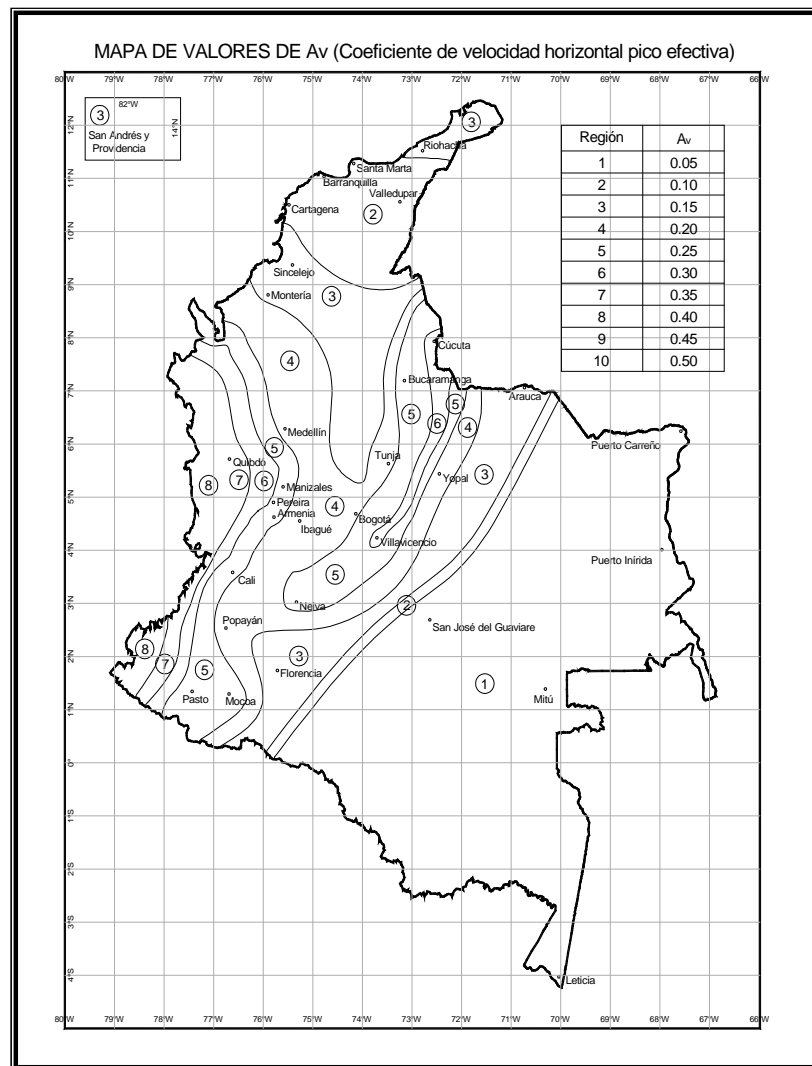 MAPA DE VALORES DE Av (Coeficiente de velocidad horizontal pico efectiva)
80°W 79°W 78°W 77°W 76°W 75°W 74°W 73°W 72°W 71°W 70°W 69°W 68°W 67°W 66°W
82°W
14°N
3
San Andrés y
Providencia
Región Av
1 0.05
2 0.10
3 0.15
4 0.20
5 0.25
6 0.30
7 0.35
8 0.40
9 0.45
10 0.50
12°N
11°N
10°N
9°N
8°N
7°N
6°N
5°N
4°N
3°N
2°N
1°N
0°
1°S
2°S
3°S
4°S
3
Riohacha
Santa Marta
Barranquilla
Valledupar
Cartagena
2
Sincelejo
Montería
3
Cúcuta
4
Bucaramanga
Arauca
5
5
6
4
Medellín
Puerto Carreño
Quibdó
5
Tunja
8
7
6
Manizales
Yopal
3
Pereira
Armenia
4
Bogotá
Ibagué
Villavicencio
Puerto Inírida
Cali
5
Neiva
2
Popayán
San José del Guaviare
8
7
5
3
Florencia
1
Pasto
Mocoa
Mitú
Leticia
80°W 79°W 78°W 77°W 76°W 75°W 74°W 73°W 72°W 71°W 70°W 69°W 68°W 67°W 66°W